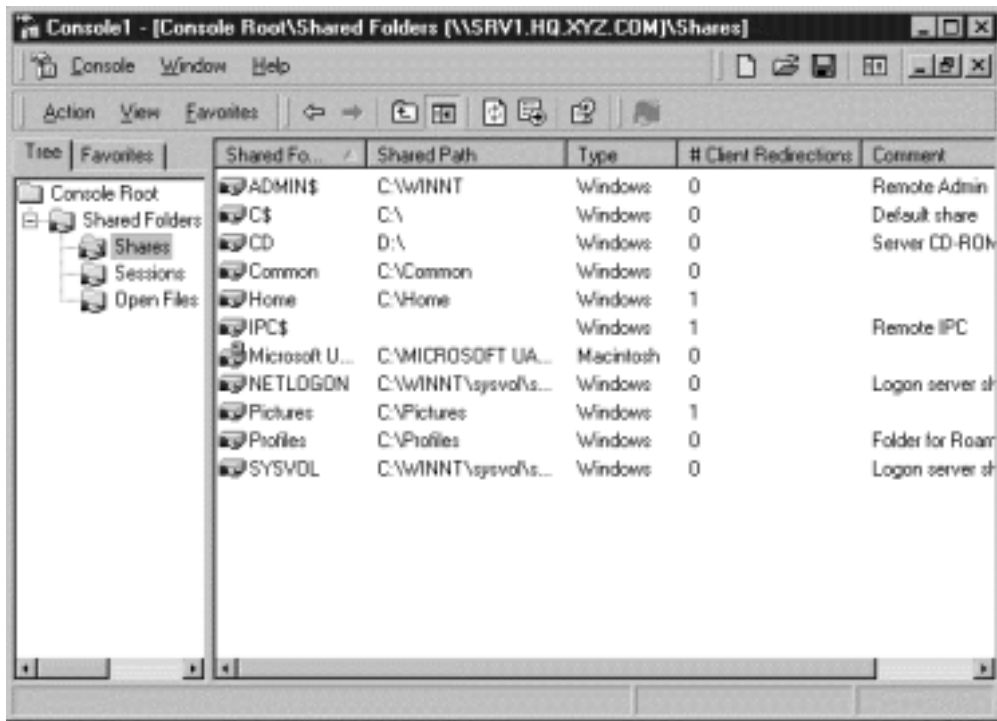 Console1 - [Console Root\Shared Folders (\\SRV1.HQ.XYZ.COM)\Shares]
Console Window Help
Action View Favorites
Tree Favorites
Console Root
Shared Folders
Shares
Sessions
Open Files
Shared Fo... Shared Path Type # Client Redirections Comment
ADMIN$ C:\WINNT Windows 0 Remote Admin
C$ C:\ Windows 0 Default share
CD D:\ Windows 0 Server CD-ROM
Common C:\Common Windows 0
Home C:\Home Windows 1
IPC$ Windows 1 Remote IPC
Microsoft U... C:\MICROSOFT UA... Macintosh 0
NETLOGON C:\WINNT\sysvol\s... Windows 0 Logon server sh
Pictures C:\Pictures Windows 1
Profiles C:\Profiles Windows 0 Folder for Roam
SYSVOL C:\WINNT\sysvol\s... Windows 0 Logon server sh